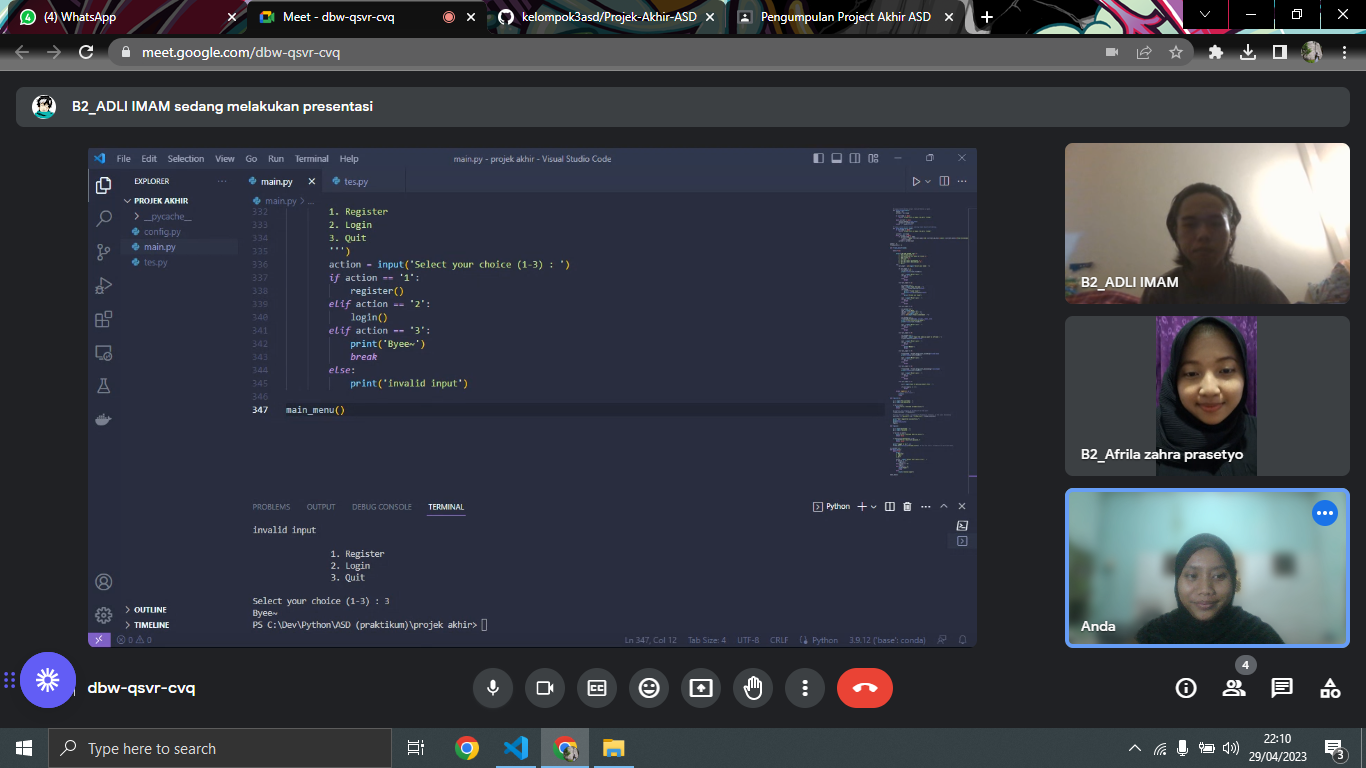 (4) WhatsApp
Meet - dbw-qsvr-cvq
kelompok3asd/Projek-Akhir-ASD
Pengumpulan Project Akhir ASD
meet.google.com/dbw-qsvr-cvq
B2_ADLI IMAM sedang melakukan presentasi
File Edit Selection View Go Run Terminal Help
main.py - projek akhir - Visual Studio Code
EXPLORER
PROJEK AKHIR
__pycache__
config.py
main.py
tes.py
main.py
tes.py
main.py > ...
332 1. Register
333 2. Login
334 3. Quit
335 ''')
336 action = input('Select your choice (1-3) : ')
337 if action == '1':
338 register()
339 elif action == '2':
340 login()
341 elif action == '3':
342 print('Byee~')
343 break
344 else:
345 print('invalid input')
346
347 main_menu()
PROBLEMS OUTPUT DEBUG CONSOLE TERMINAL
Python
invalid input
1. Register
2. Login
3. Quit
Select your choice (1-3) : 3
Byee~
PS C:\Dev\Python\ASD (praktikum)\projek akhir>
OUTLINE
TIMELINE
0 0
Ln 347, Col 12 Tab Size: 4 UTF-8 CRLF Python 3.9.12 ('base': conda)
B2_ADLI IMAM
B2_Afrila zahra prasetyo
Anda
dbw-qsvr-cvq
4
Type here to search
22:10
29/04/2023
3